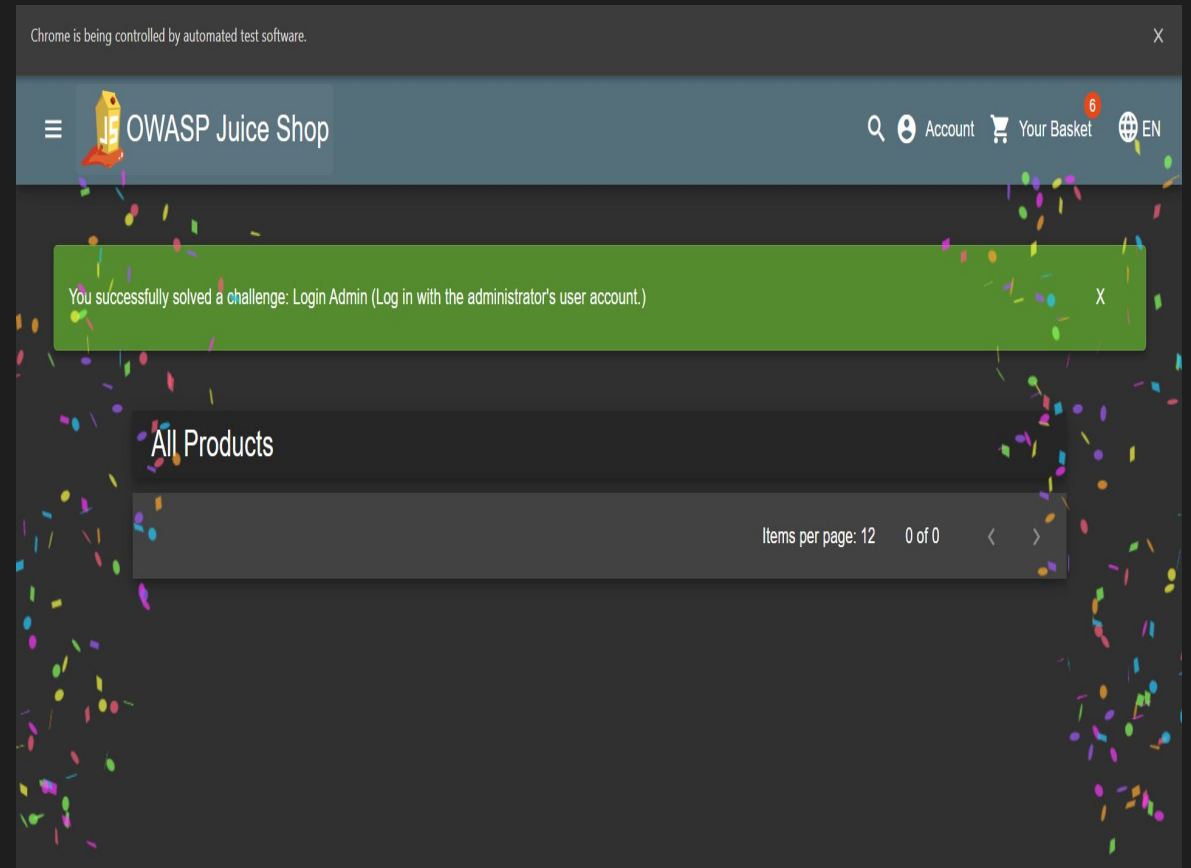 Chrome is being controlled by automated test software. X
JS OWASP Juice Shop Account Your Basket 6 EN
You successfully solved a challenge: Login Admin (Log in with the administrator's user account.) X
All Products
Items per page: 12 0 of 0